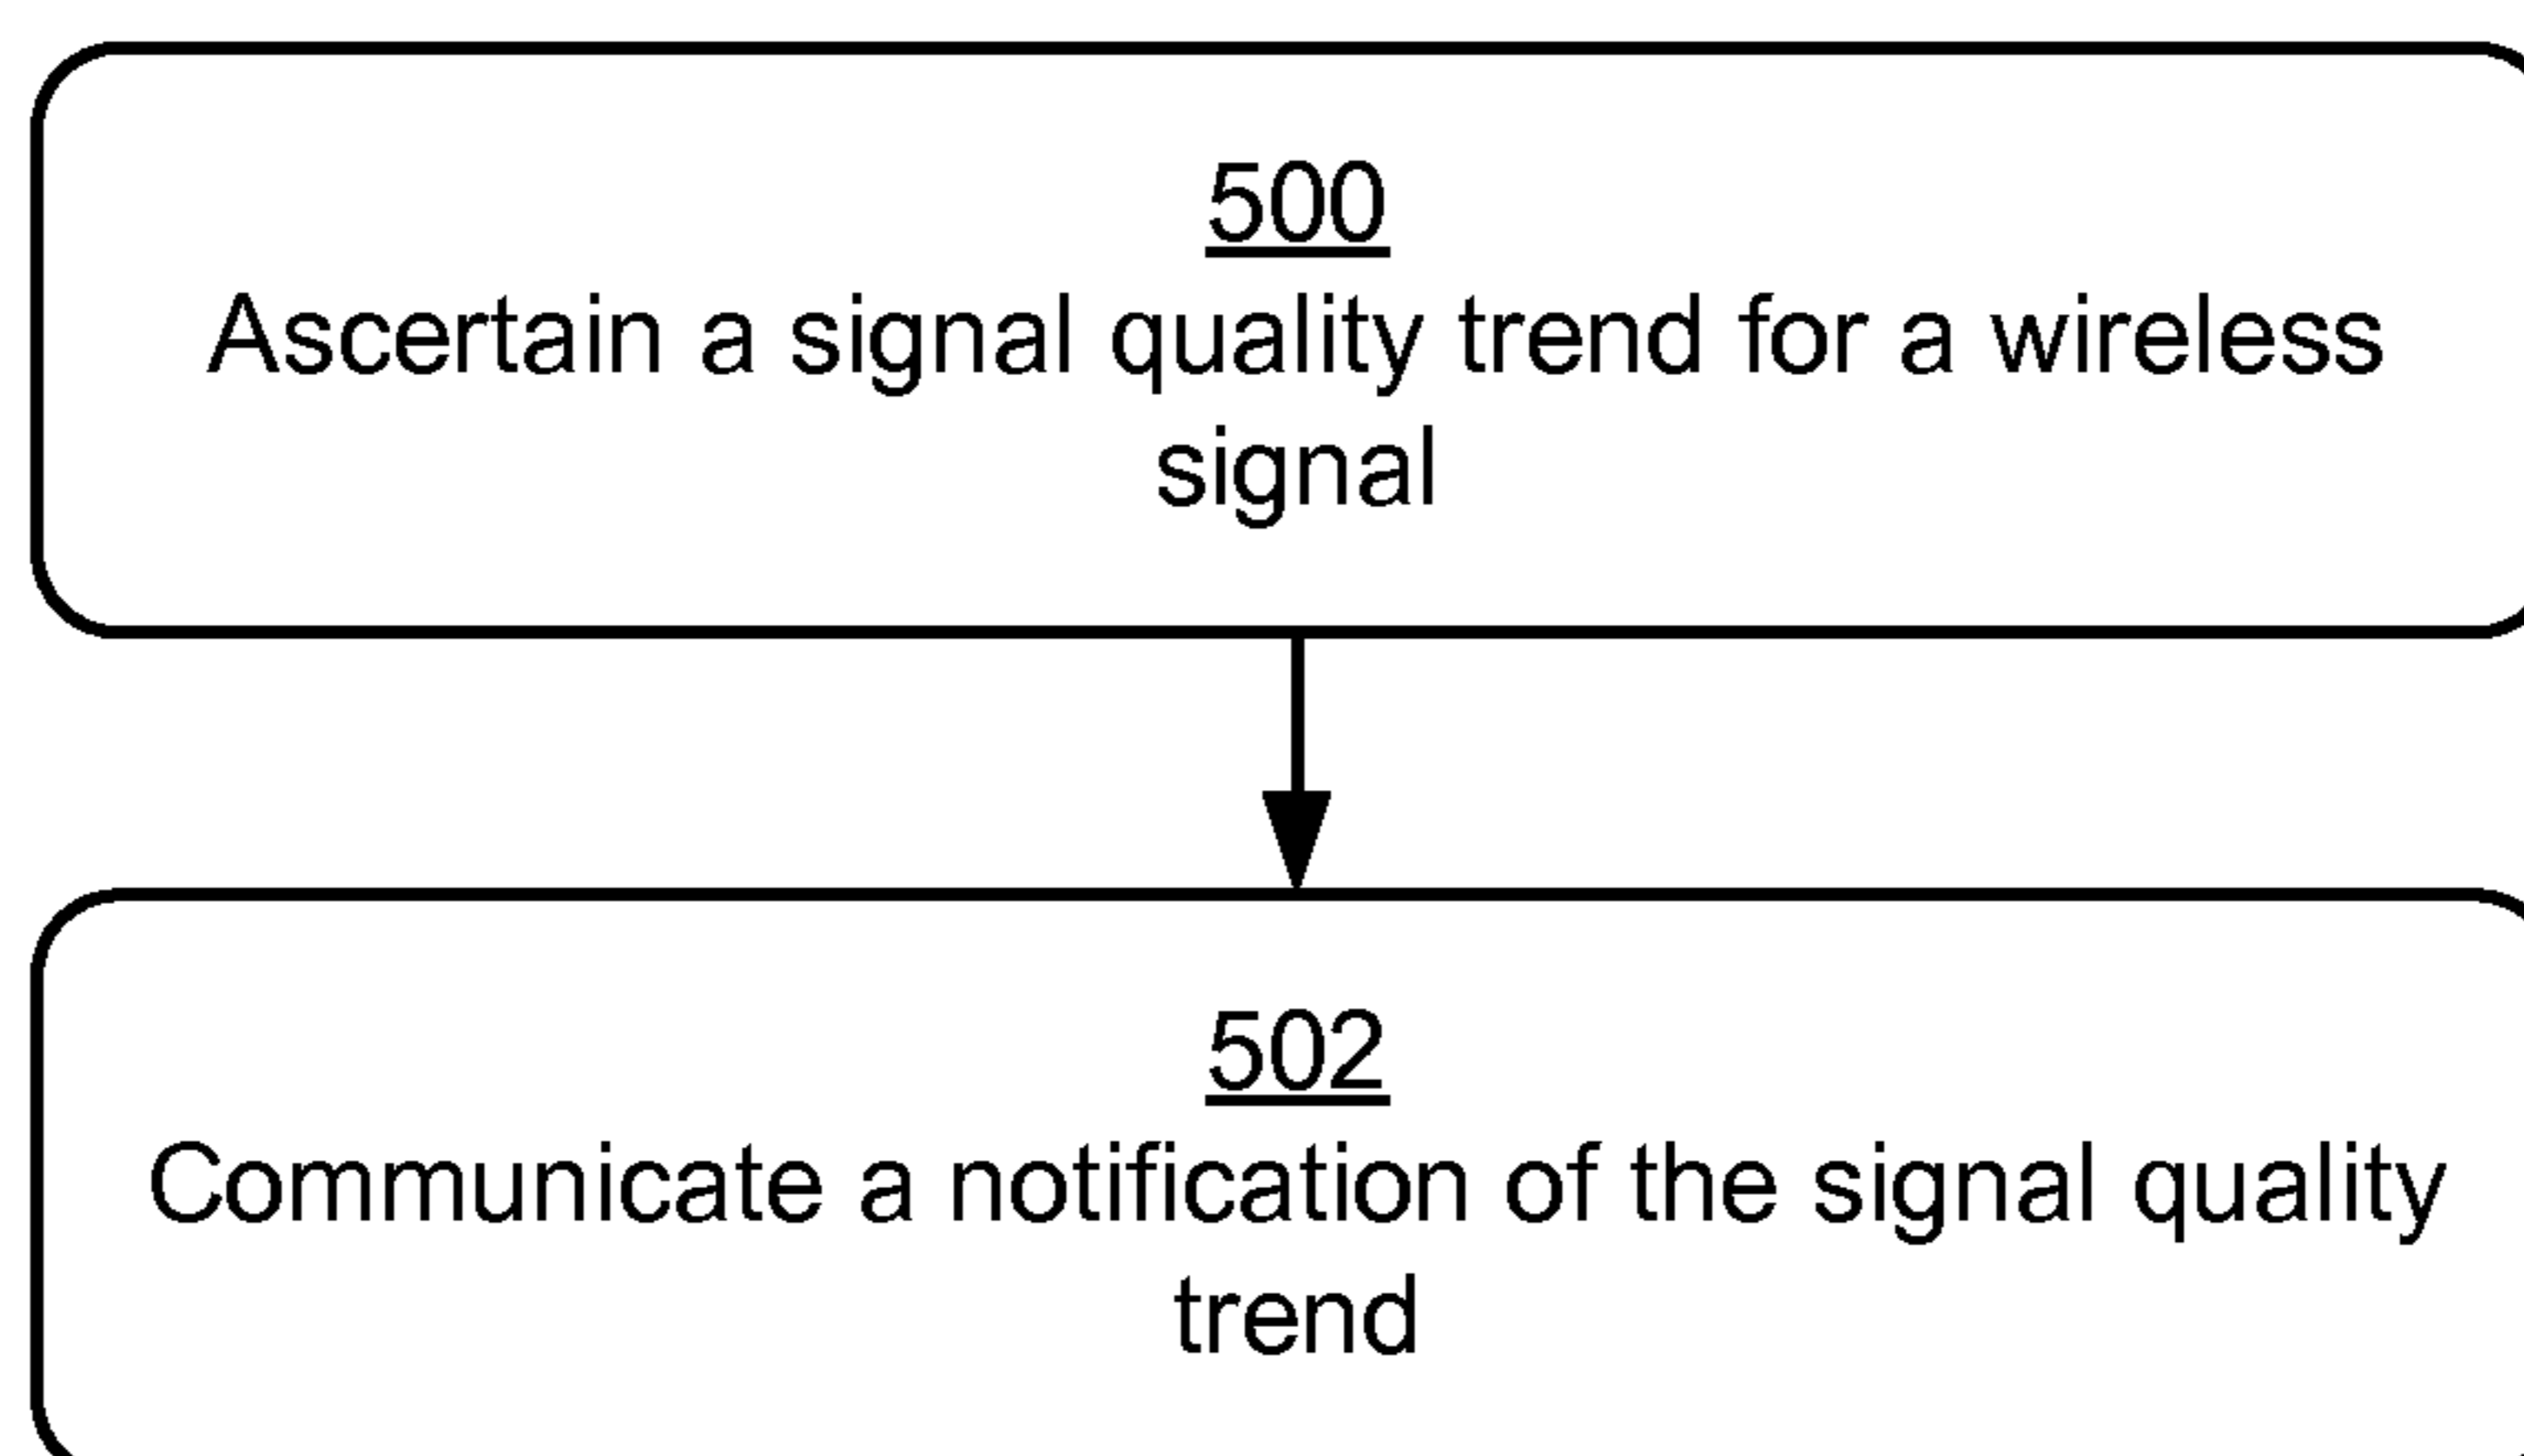 500
Ascertain a signal quality trend for a wireless
signal
502
Communicate a notification of the signal quality
trend